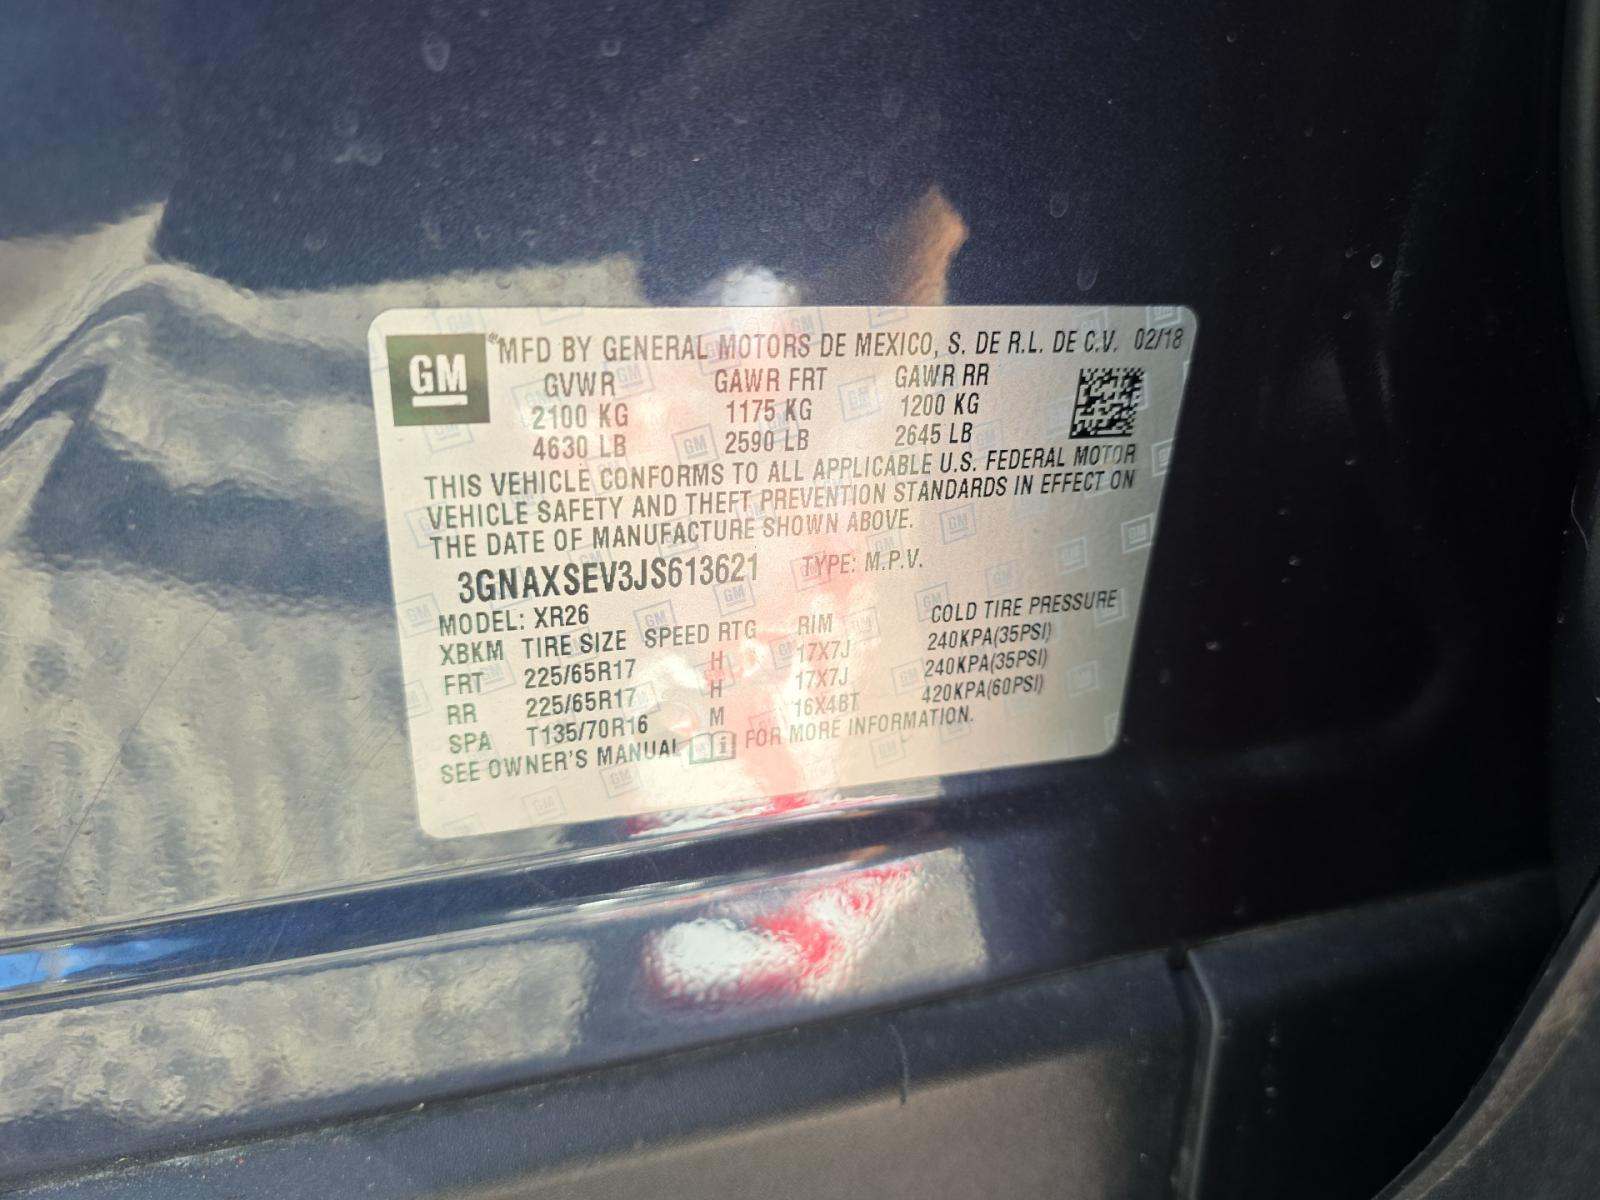 GM
® MFD BY GENERAL MOTORS DE MEXICO, S. DE R.L. DE C.V. 02/18
GVWR GAWR FRT GAWR RR
2100 KG 1175 KG 1200 KG
4630 LB 2590 LB 2645 LB
THIS VEHICLE CONFORMS TO ALL APPLICABLE U.S. FEDERAL MOTOR
VEHICLE SAFETY AND THEFT PREVENTION STANDARDS IN EFFECT ON
THE DATE OF MANUFACTURE SHOWN ABOVE.
3GNAXSEV3JS613621 TYPE: M.P.V.
MODEL: XR26
XBKM TIRE SIZE SPEED RTG RIM COLD TIRE PRESSURE
FRT 225/65R17 H 17X7J 240KPA(35PSI)
RR 225/65R17 H 17X7J 240KPA(35PSI)
SPA T135/70R16 M 16X4BT 420KPA(60PSI)
SEE OWNER'S MANUAL i FOR MORE INFORMATION.